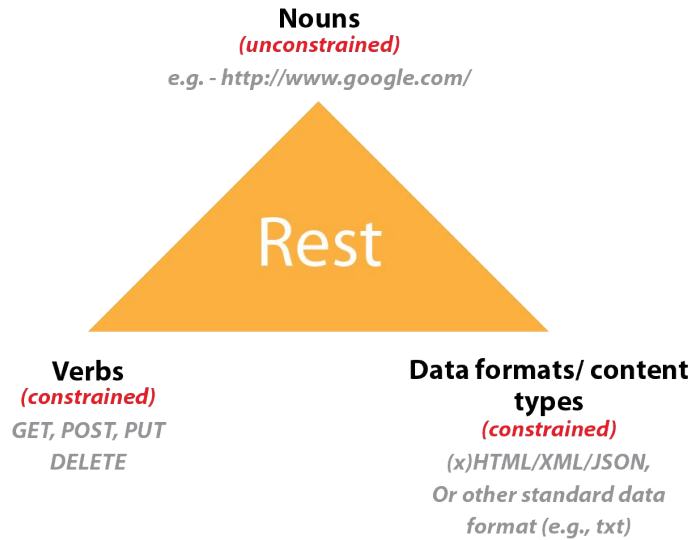 Nouns
(unconstrained)
e.g. - http://www.google.com/
Rest
Verbs
(constrained)
GET, POST, PUT
DELETE
Data formats/ content
types
(constrained)
(x)HTML/XML/JSON,
Or other standard data
format (e.g., txt)